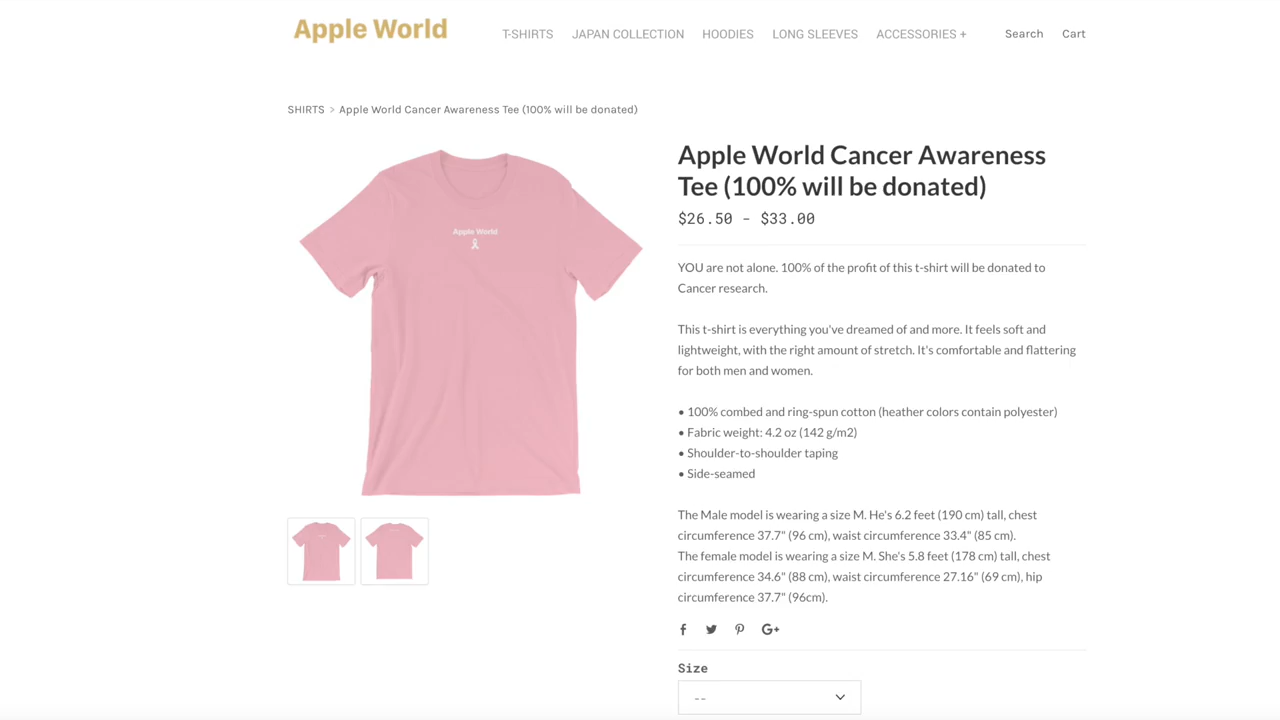 Apple World
T-SHIRTS JAPAN COLLECTION HOODIES LONG SLEEVES ACCESSORIES + Search Cart
SHIRTS > Apple World Cancer Awareness Tee (100% will be donated)
Apple World
Apple World Cancer Awareness
Tee (100% will be donated)
$26.50 - $33.00
YOU are not alone. 100% of the profit of this t-shirt will be donated to
Cancer research.
This t-shirt is everything you've dreamed of and more. It feels soft and
lightweight, with the right amount of stretch. It's comfortable and flattering
for both men and women.
• 100% combed and ring-spun cotton (heather colors contain polyester)
• Fabric weight: 4.2 oz (142 g/m2)
• Shoulder-to-shoulder taping
• Side-seamed
The Male model is wearing a size M. He's 6.2 feet (190 cm) tall, chest
circumference 37.7" (96 cm), waist circumference 33.4" (85 cm).
The female model is wearing a size M. She's 5.8 feet (178 cm) tall, chest
circumference 34.6" (88 cm), waist circumference 27.16" (69 cm), hip
circumference 37.7" (96cm).
G+
Size
--